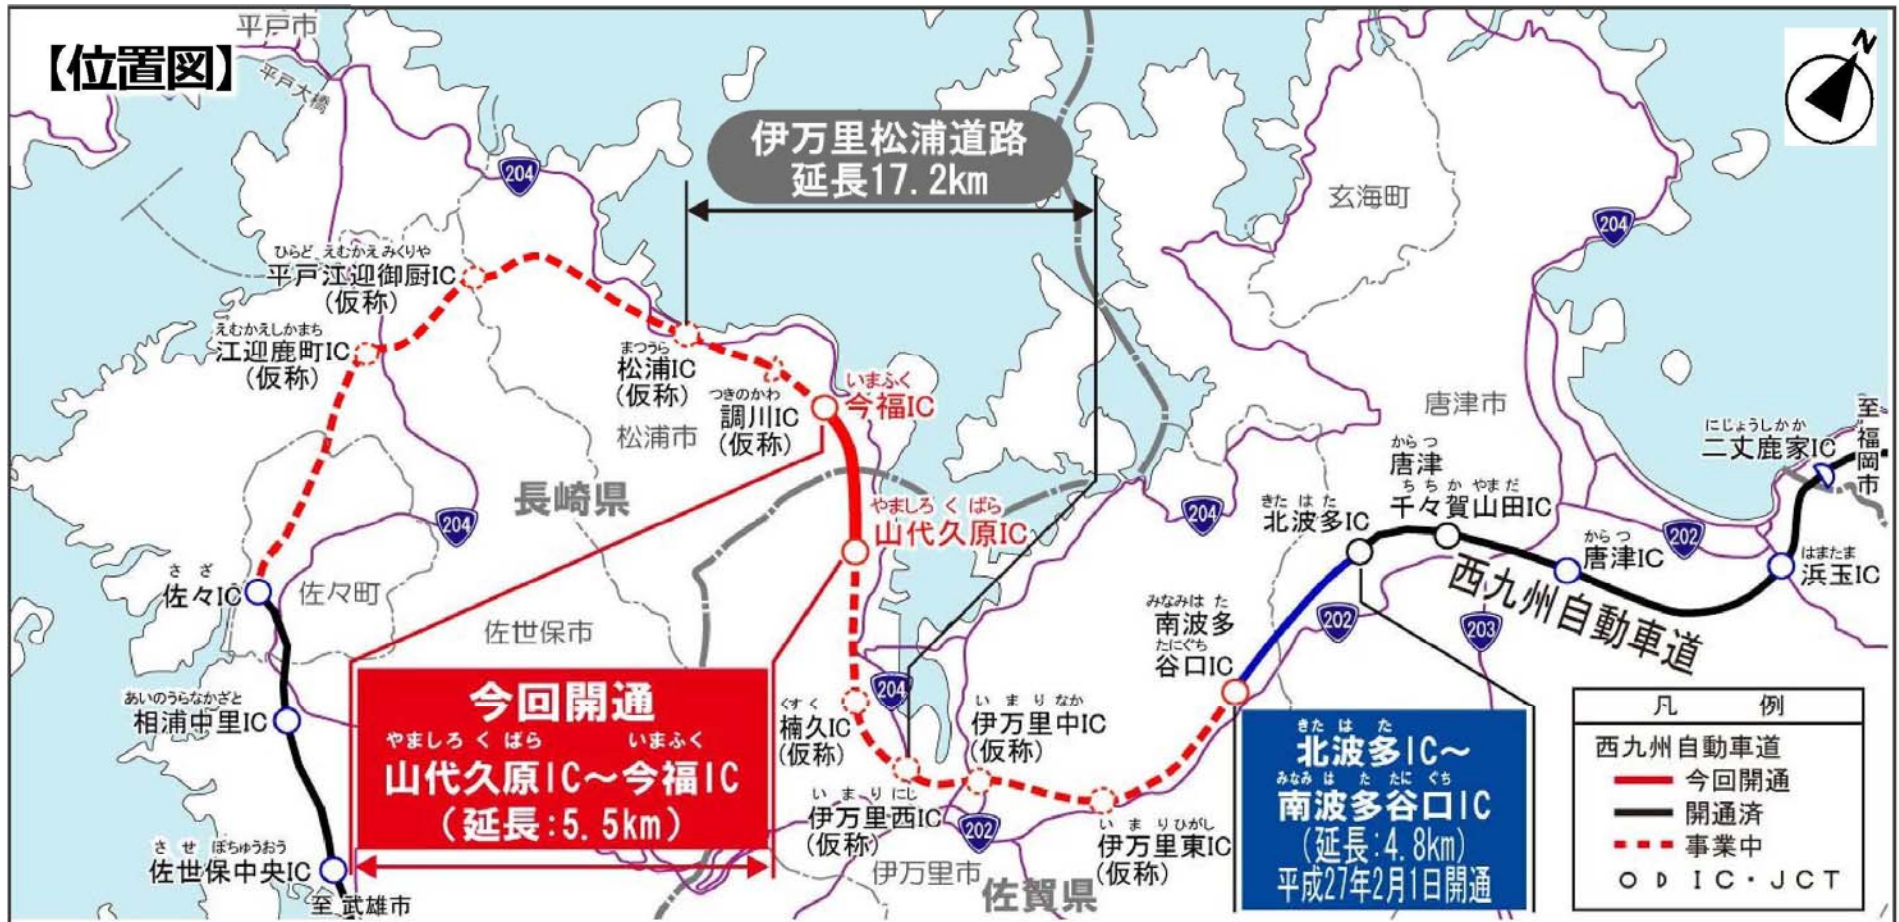 【位置図】
平戸市
平戸大橋
N
伊万里松浦道路
延長17.2km
204
玄海町
204
ひらど えむかえ みくりや
平戸江迎御厨IC
(仮称)
えむかえしかまち
江迎鹿町IC
(仮称)
まつうら
松浦IC
(仮称)
つきのかわ
調川IC
(仮称)
いまふく
今福IC
松浦市
唐津市
至福岡市
にじょうしかか
二丈鹿家IC
からつ
唐津
ちちか やまだ
千々賀山田IC
長崎県
204
やましろ く ばら
山代久原IC
204
きた は た
北波多IC
からつ
唐津IC
202
はまたま
浜玉IC
西九州自動車道
さ ざ
佐々IC
佐々町
佐世保市
みなみは た
南波多
たにぐち
谷口IC
202
203
あいのうらなかざと
相浦中里IC
今回開通
やましろ く ばら いまふく
山代久原IC～今福IC
(延長:5.5km)
204
くすく
楠久IC
(仮称)
い ま り なか
伊万里中IC
(仮称)
い ま り にし
伊万里西IC
(仮称)
202
い ま り ひがし
伊万里東IC
(仮称)
伊万里市
佐賀県
きた は た
北波多IC～
みなみ は た たに ぐち
南波多谷口IC
(延長:4.8km)
平成27年2月1日開通
させぼちゅうおう
佐世保中央IC
至 武雄市
凡 例
西九州自動車道
今回開通
開通済
事業中
IC・JCT